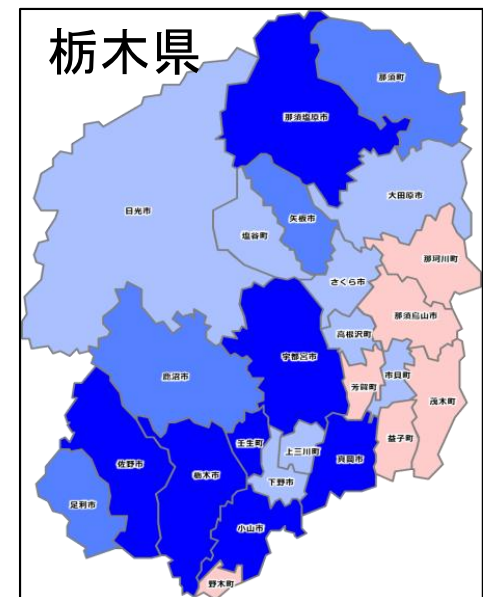 栃木県
那須町
那須塩原市
大田原市
日光市
矢板市
塩谷町
那珂川町
さくら市
那須烏山市
高根沢町
宇都宮市
市貝町
鹿沼市
芳賀町
茂木町
益子町
壬生町
上三川町
真岡市
佐野市
栃木市
下野市
足利市
小山市
野木町